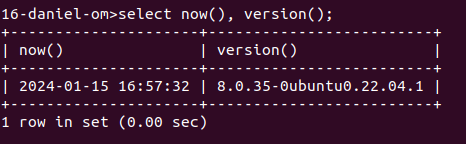 16-daniel-om>select now(), version();
+---------------------+-------------------------+
| now()               | version()               |
+---------------------+-------------------------+
| 2024-01-15 16:57:32 | 8.0.35-0ubuntu0.22.04.1 |
+---------------------+-------------------------+
1 row in set (0.00 sec)